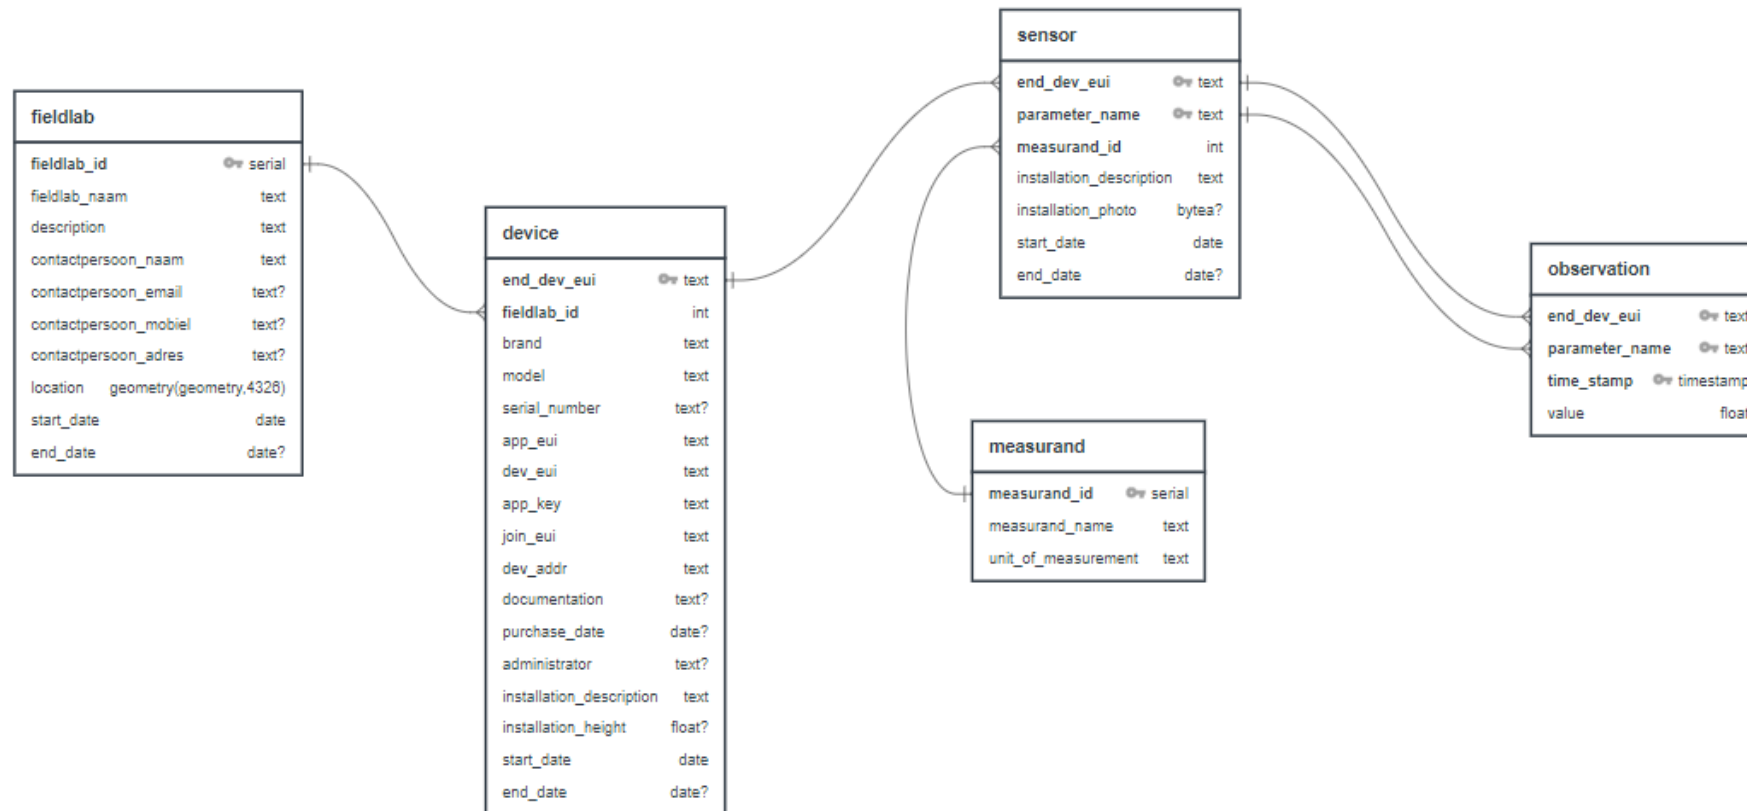 fieldlab
fieldlab_id serial
fieldlab_naam text
description text
contactpersoon_naam text
contactpersoon_email text?
contactpersoon_mobiel text?
contactpersoon_adres text?
location geometry(geometry,4326)
start_date date
end_date date?
device
end_dev_eui text
fieldlab_id int
brand text
model text
serial_number text?
app_eui text
dev_eui text
app_key text
join_eui text
dev_addr text
documentation text?
purchase_date date?
administrator text?
installation_description text
installation_height float?
start_date date
end_date date?
sensor
end_dev_eui text
parameter_name text
measurand_id int
installation_description text
installation_photo bytea?
start_date date
end_date date?
measurand
measurand_id serial
measurand_name text
unit_of_measurement text
observation
end_dev_eui text
parameter_name text
time_stamp timestamp
value float